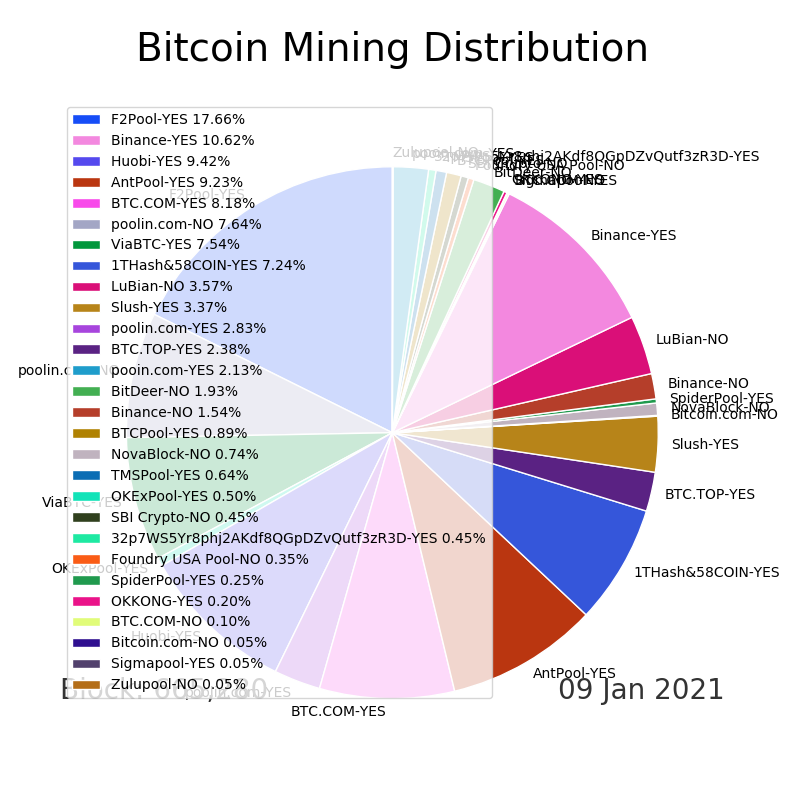 Bitcoin Mining Distribution
F2Pool-YES 17.66%
Binance-YES 10.62%
Huobi-YES 9.42%
AntPool-YES 9.23%
BTC.COM-YES 8.18%
poolin.com-NO 7.64%
ViaBTC-YES 7.54%
1THash&58COIN-YES 7.24%
LuBian-NO 3.57%
Slush-YES 3.37%
poolin.com-YES 2.83%
BTC.TOP-YES 2.38%
pooin.com-YES 2.13%
BitDeer-NO 1.93%
Binance-NO 1.54%
BTCPool-YES 0.89%
NovaBlock-NO 0.74%
TMSPool-YES 0.64%
OKExPool-YES 0.50%
SBI Crypto-NO 0.45%
32p7WS5Yr8phj2AKdf8QGpDZvQutf3zR3D-YES 0.45%
Foundry USA Pool-NO 0.35%
SpiderPool-YES 0.25%
OKKONG-YES 0.20%
BTC.COM-NO 0.10%
Bitcoin.com-NO 0.05%
Sigmapool-YES 0.05%
Zulupool-NO 0.05%
Zulupool-NO
BitDeer-NO
Binance-YES
LuBian-NO
Binance-NO
SpiderPool-YES
NovaBlock-NO
Bitcoin.com-NO
Slush-YES
BTC.TOP-YES
1THash&58COIN-YES
AntPool-YES
BTC.COM-YES
Huobi-YES
OKExPool-YES
ViaBTC-YES
F2Pool-YES
09 Jan 2021